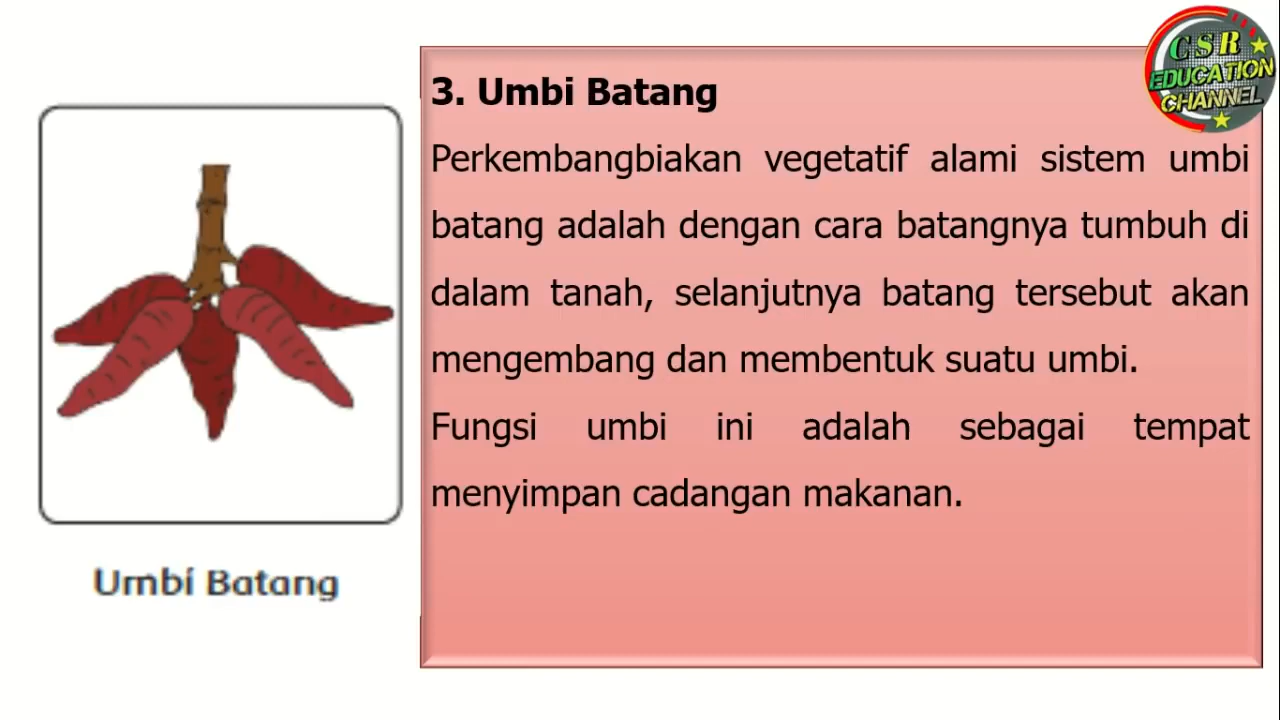 CSR
EDUCATION
CHANNEL
3. Umbi Batang
Perkembangbiakan vegetatif alami sistem umbi
batang adalah dengan cara batangnya tumbuh di
dalam tanah, selanjutnya batang tersebut akan
mengembang dan membentuk suatu umbi.
Fungsi umbi ini adalah sebagai tempat
menyimpan cadangan makanan.
Umbi Batang